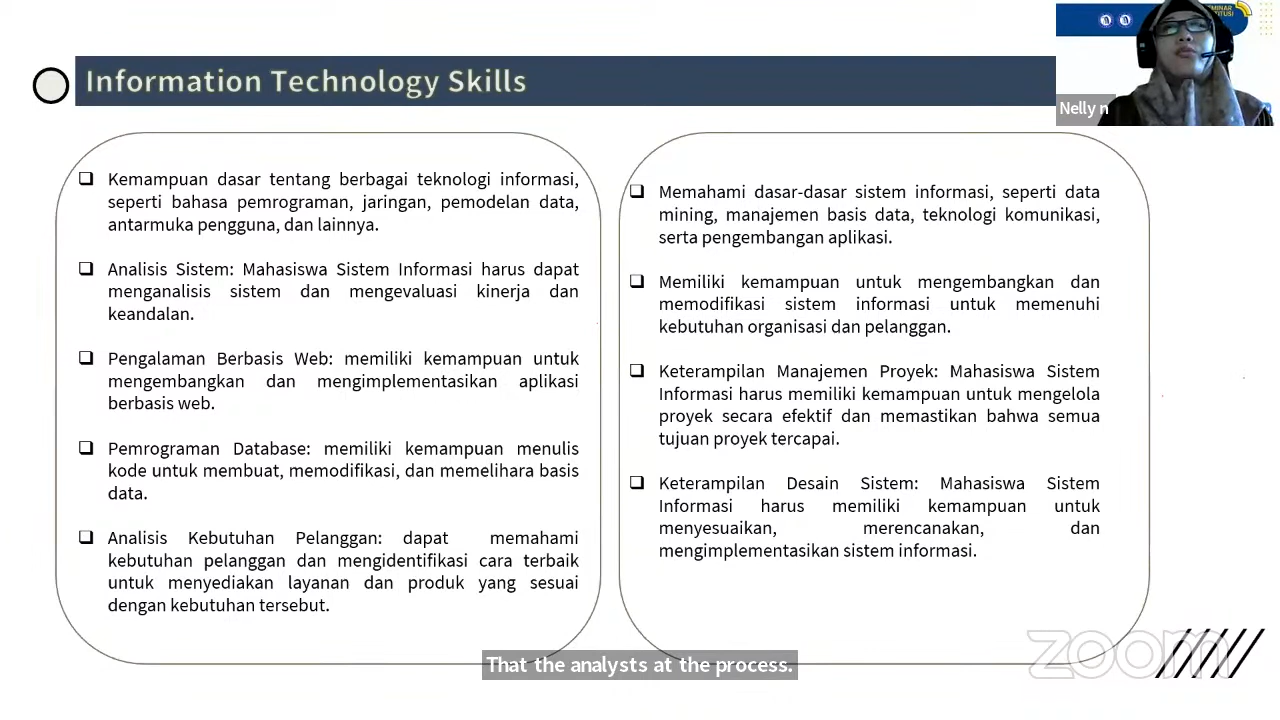 Information Technology Skills
SEMINAR
Nelly n
Kemampuan dasar tentang berbagai teknologi informasi,
seperti bahasa pemrograman, jaringan, pemodelan data,
antarmuka pengguna, dan lainnya.
Analisis Sistem: Mahasiswa Sistem Informasi harus dapat
menganalisis sistem dan mengevaluasi kinerja dan
keandalan.
Pengalaman Berbasis Web: memiliki kemampuan untuk
mengembangkan dan mengimplementasikan aplikasi
berbasis web.
Pemrograman Database: memiliki kemampuan menulis
kode untuk membuat, memodifikasi, dan memelihara basis
data.
Analisis Kebutuhan Pelanggan: dapat memahami
kebutuhan pelanggan dan mengidentifikasi cara terbaik
untuk menyediakan layanan dan produk yang sesuai
dengan kebutuhan tersebut.
Memahami dasar-dasar sistem informasi, seperti data
mining, manajemen basis data, teknologi komunikasi,
serta pengembangan aplikasi.
Memiliki kemampuan untuk mengembangkan dan
memodifikasi sistem informasi untuk memenuhi
kebutuhan organisasi dan pelanggan.
Keterampilan Manajemen Proyek: Mahasiswa Sistem
Informasi harus memiliki kemampuan untuk mengelola
proyek secara efektif dan memastikan bahwa semua
tujuan proyek tercapai.
Keterampilan Desain Sistem: Mahasiswa Sistem
Informasi harus memiliki kemampuan untuk
menyesuaikan, merencanakan, dan
mengimplementasikan sistem informasi.
zoom
That the analysts at the process.